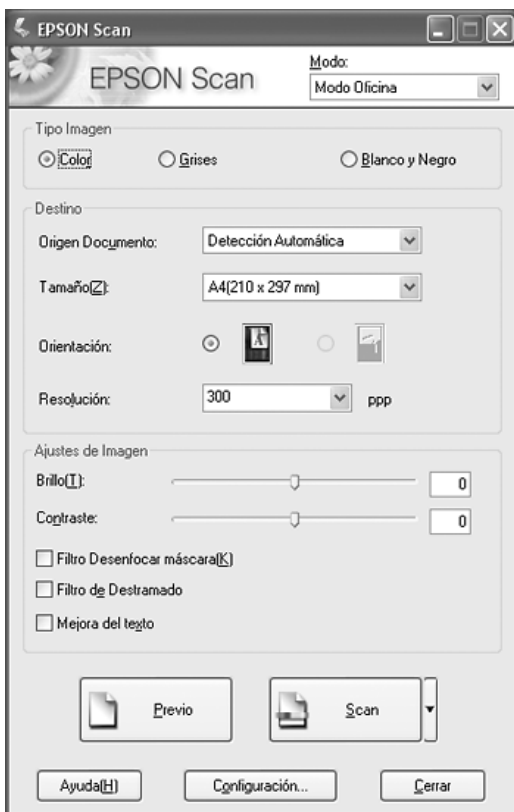 EPSON Scan
EPSON Scan
Modo:
Modo Oficina
Tipo Imagen
Color
Grises
Blanco y Negro
Destino
Origen Documento:
Detección Automática
Tamaño(Z):
A4(210 x 297 mm)
Orientación:
Resolución:
300
ppp
Ajustes de Imagen
Brillo(T):
0
Contraste:
0
Filtro Desenfocar máscara(K)
Filtro de Destramado
Mejora del texto
Previo
Scan
Ayuda(H)
Configuración...
Cerrar